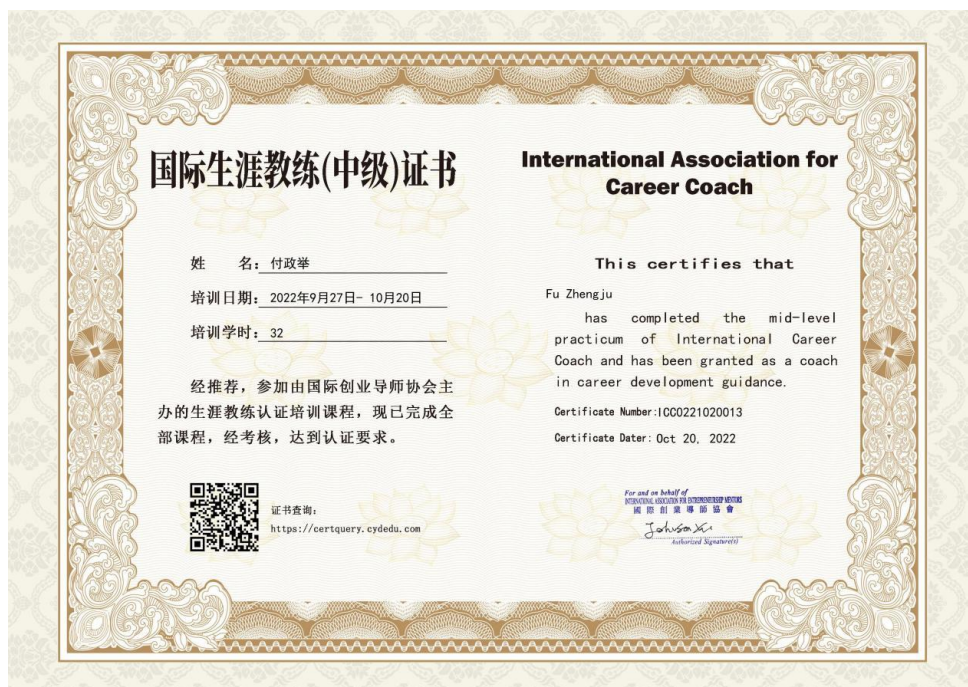 国际生涯教练(中级)证书
姓 名: 付政举
培训日期: 2022年9月27日- 10月20日
培训学时: 32
经推荐，参加由国际创业导师协会主
办的生涯教练认证培训课程，现已完成全
部课程，经考核，达到认证要求。
证书查询:
https://certquery.cydedu.com
International Association for
Career Coach
This certifies that
Fu Zhengju
has completed the mid-level
practicum of International Career
Coach and has been granted as a coach
in career development guidance.
Certificate Number:ICC0221020013
Certificate Dater: Oct 20, 2022
For and on behalf of
INTERNATIONAL ASSOCIATION FOR ENTREPRENEURSHIP MENTORS
國際創業導師協會
Authorized Signature(s)